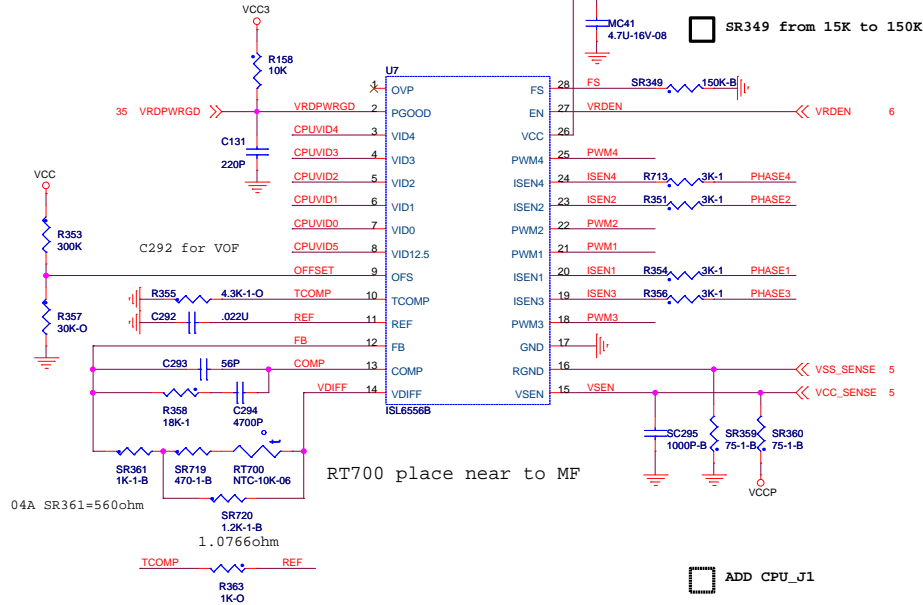 VCC3
MC41
4.7U-16V-08
SR349 from 15K to 150K
R158
10K
U7
1 OVP FS 28 FS SR349 150K-B
35 VRDPWRGD VRDPWRGD 2 PGOOD EN 27 VRDEN VRDEN 6
CPUVID4 3 VID4 VCC 26
C131
220P
CPUVID3 4 VID3 PWM4 25 PWM4
CPUVID2 5 VID2 ISEN4 24 ISEN4 R713 3K-1 PHASE4
VCC
CPUVID1 6 VID1 ISEN2 23 ISEN2 R351 3K-1 PHASE2
CPUVID0 7 VID0 PWM2 22 PWM2
R353
300K
C292 for VOF
CPUVID5 8 VID12.5 PWM1 21 PWM1
OFFSET 9 OFS ISEN1 20 ISEN1 R354 3K-1 PHASE1
R355 4.3K-1-O TCOMP 10 TCOMP ISEN3 19 ISEN3 R356 3K-1 PHASE3
R357
30K-O
C292 .022U REF 11 REF PWM3 18 PWM3
FB 12 FB GND 17
C293 56P COMP 13 COMP RGND 16 VSS_SENSE 5
VDIFF 14 VDIFF VSEN 15 VSEN VCC_SENSE 5
R358
18K-1
C294
4700P
ISL6556B
SC295
1000P-B
SR359
75-1-B
SR360
75-1-B
t
SR361
1K-1-B
SR719
470-1-B
RT700
NTC-10K-06
RT700 place near to MF
VCCP
04A SR361=560ohm
SR720
1.2K-1-B
1.0766ohm
TCOMP REF
R363
1K-O
ADD CPU_J1